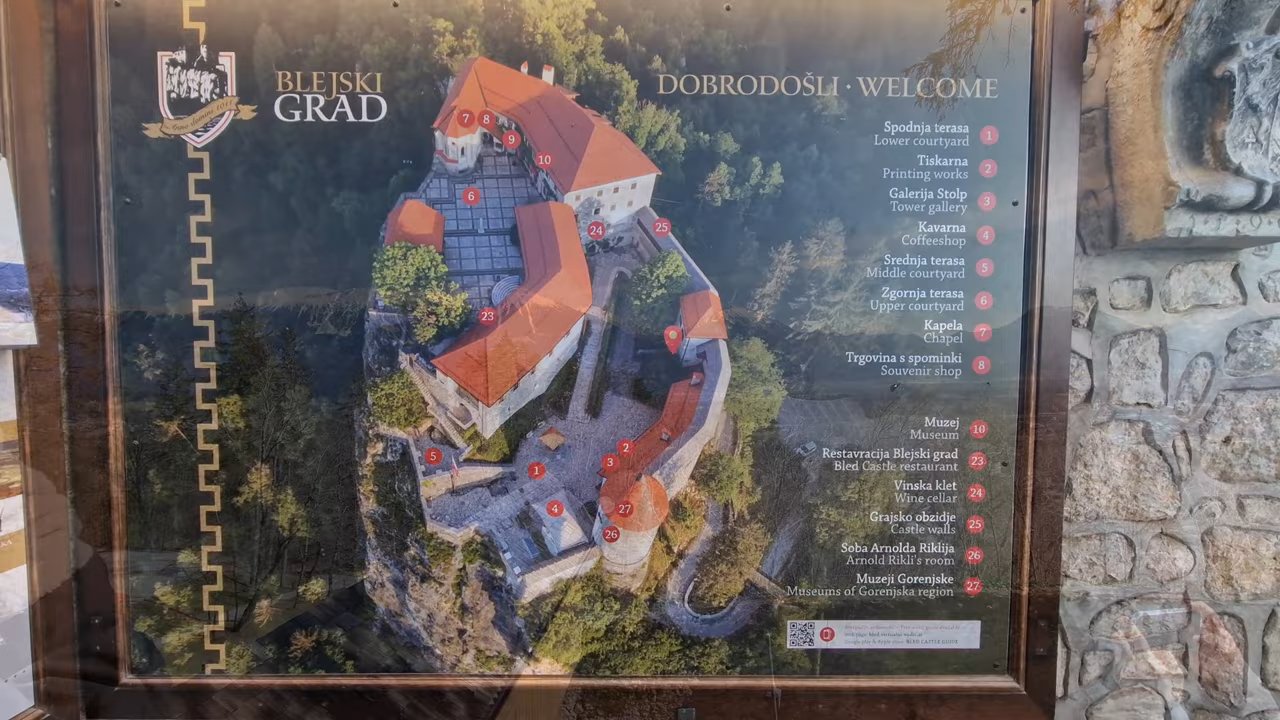 BLEJSKI
GRAD
DOBRODOŠLI · WELCOME
Spodnja terasa 1
Lower courtyard
Tiskarna 2
Printing works
Galerija Stolp 3
Tower gallery
Kavarna 4
Coffeeshop
Srednja terasa 5
Middle courtyard
Zgornja terasa 6
Upper courtyard
Kapela 7
Chapel
Trgovina s spominki 8
Souvenir shop
Muzej 10
Museum
Restavracija Blejski grad 23
Bled Castle restaurant
Vinska klet 24
Wine cellar
Grajsko obzidje 25
Castle walls
Soba Arnolda Riklija 26
Arnold Rikli's room
Muzeji Gorenjske 27
Museums of Gorenjska region
7 8
9
10
6
24 25
23
2
5 3
1
4 27
26
BLED CASTLE GUIDE